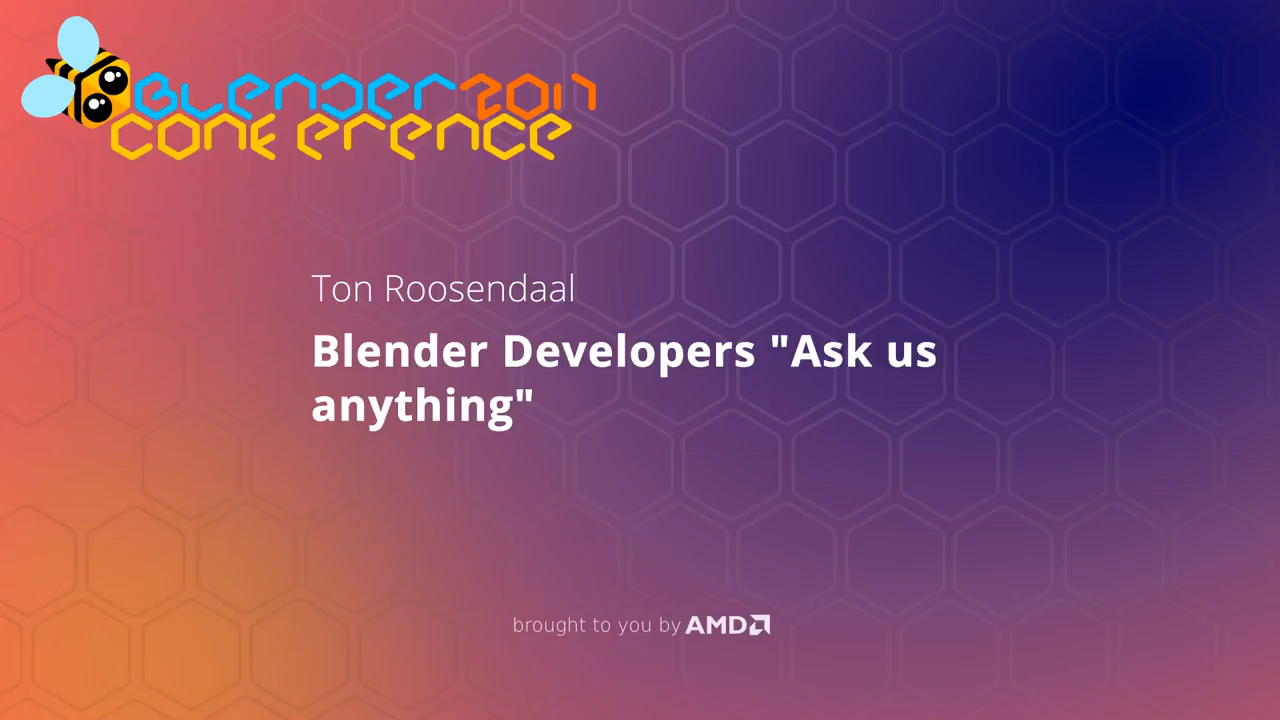 BLENDER 2017
CONFERENCE
Ton Roosendaal
Blender Developers "Ask us
anything"
brought to you by AMD